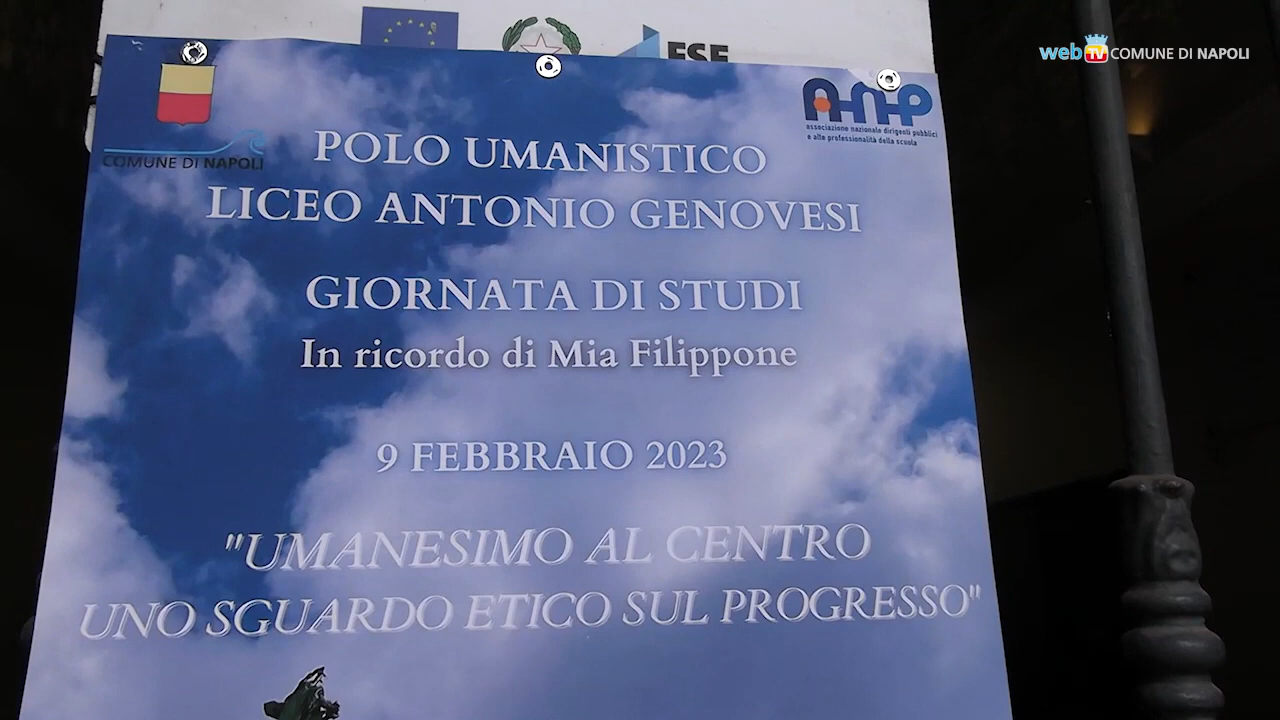 web TV COMUNE DI NAPOLI
FSE
COMUNE DI NAPOLI
A-n-P
associazione nazionale dirigenti pubblici
e alte professionalità della scuola
POLO UMANISTICO
LICEO ANTONIO GENOVESI
GIORNATA DI STUDI
In ricordo di Mia Filippone
9 FEBBRAIO 2023
"UMANESIMO AL CENTRO
UNO SGUARDO ETICO SUL PROGRESSO"